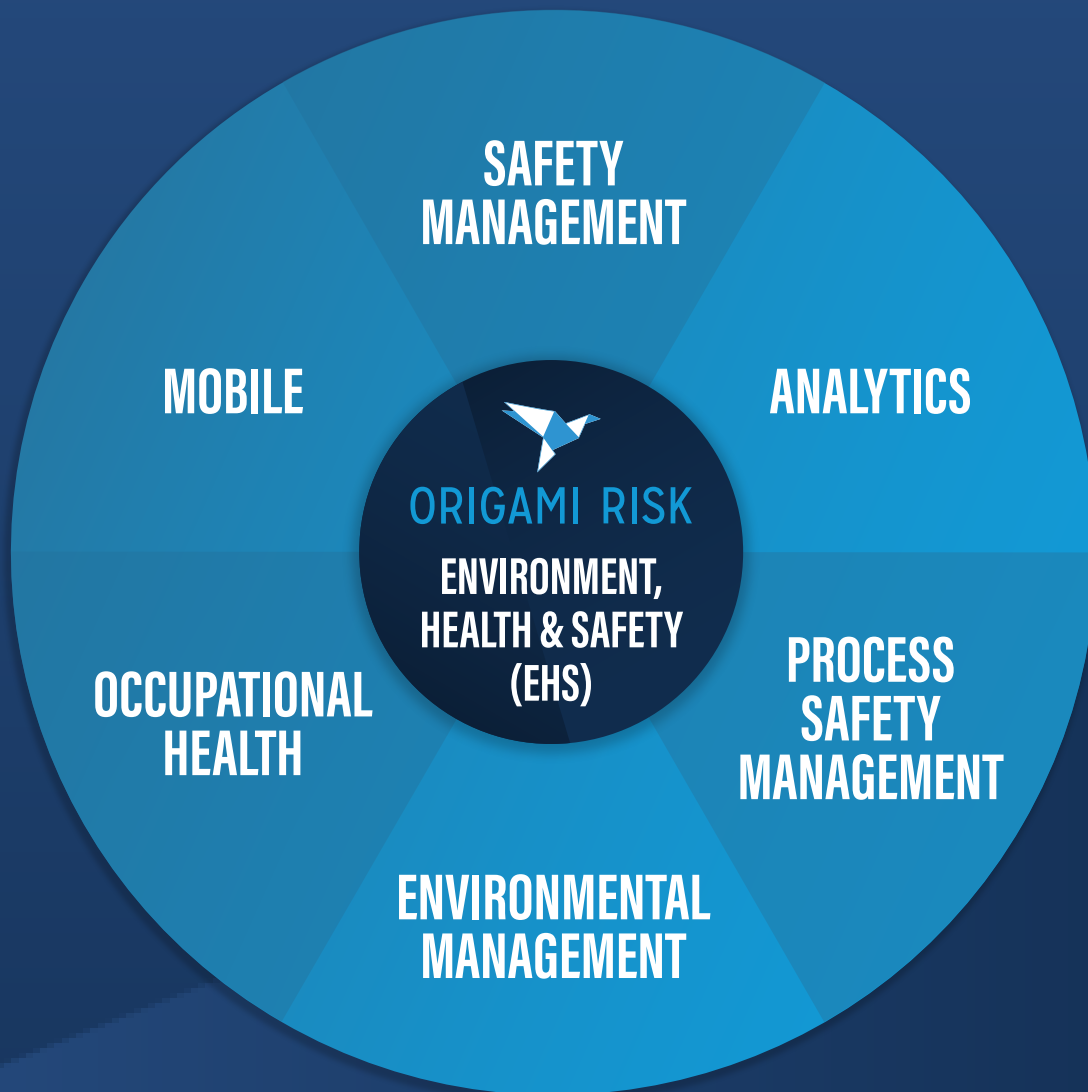 SAFETY
MANAGEMENT
MOBILE
ANALYTICS
ORIGAMI RISK
ENVIRONMENT,
HEALTH & SAFETY
(EHS)
OCCUPATIONAL
HEALTH
PROCESS
SAFETY
MANAGEMENT
ENVIRONMENTAL
MANAGEMENT